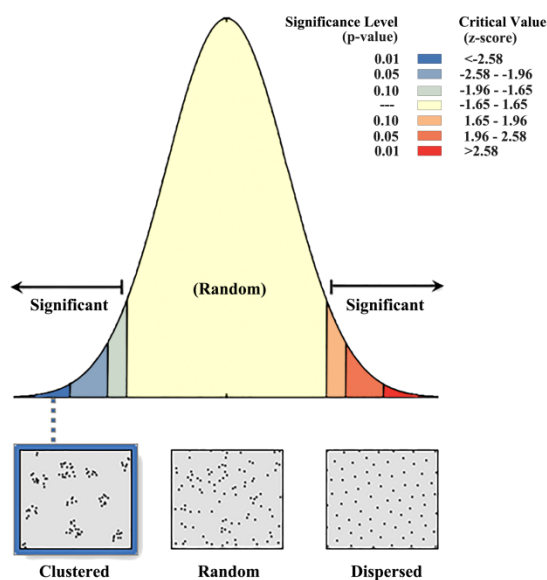 Significance Level Critical Value
(p-value) (z-score)
0.01 <-2.58
0.05 -2.58 - -1.96
0.10 -1.96 - -1.65
--- -1.65 - 1.65
0.10 1.65 - 1.96
0.05 1.96 - 2.58
0.01 >2.58
(Random)
Significant Significant
Clustered Random Dispersed